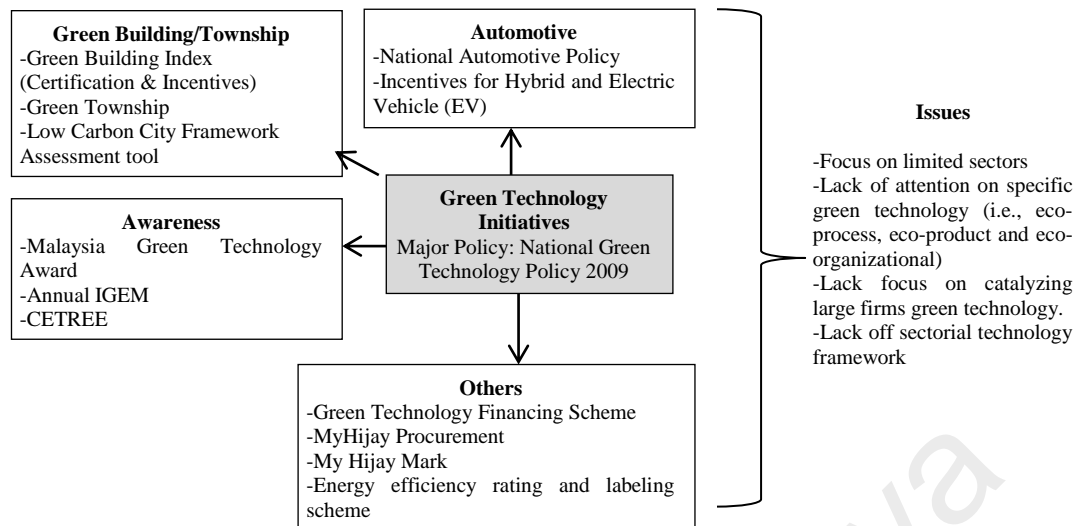 Green Building/Township
-Green Building Index
(Certification & Incentives)
-Green Township
-Low Carbon City Framework
Assessment tool
Automotive
-National Automotive Policy
-Incentives for Hybrid and Electric
Vehicle (EV)
Green Technology
Initiatives
Major Policy: National Green
Technology Policy 2009
Awareness
-Malaysia Green Technology
Award
-Annual IGEM
-CETREE
Others
-Green Technology Financing Scheme
-MyHijay Procurement
-My Hijay Mark
-Energy efficiency rating and labeling
scheme
Issues
-Focus on limited sectors
-Lack of attention on specific
green technology (i.e., eco-
process, eco-product and eco-
organizational)
-Lack focus on catalyzing
large firms green technology.
-Lack off sectorial technology
framework